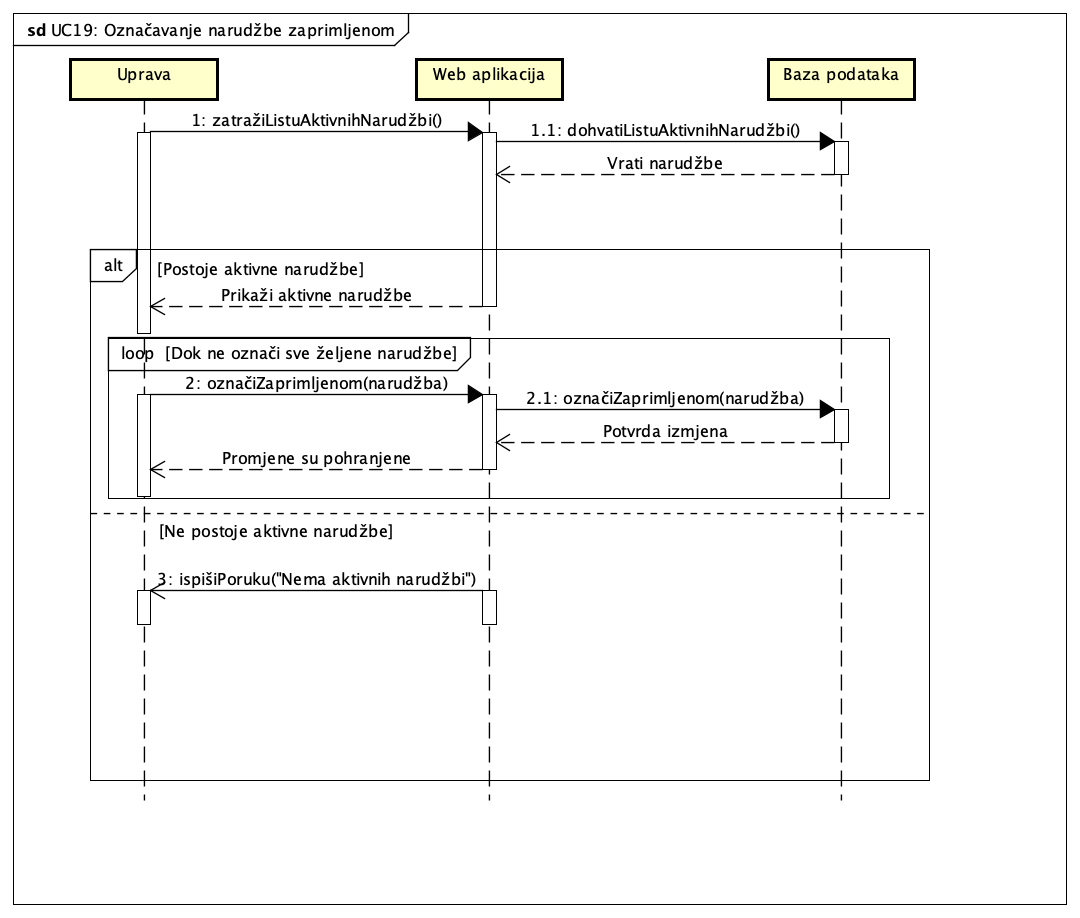 sd UC19: Označavanje narudžbe zaprimljenom
Uprava
Web aplikacija
Baza podataka
1: zatražiListuAktivnihNarudžbi()
1.1: dohvatiListuAktivnihNarudžbi()
Vrati narudžbe
alt
[Postoje aktivne narudžbe]
Prikaži aktivne narudžbe
loop [Dok ne označi sve željene narudžbe]
2: označiZaprimljenom(narudžba)
2.1: označiZaprimljenom(narudžba)
Potvrda izmjena
Promjene su pohranjene
[Ne postoje aktivne narudžbe]
3: ispišiPoruku("Nema aktivnih narudžbi")